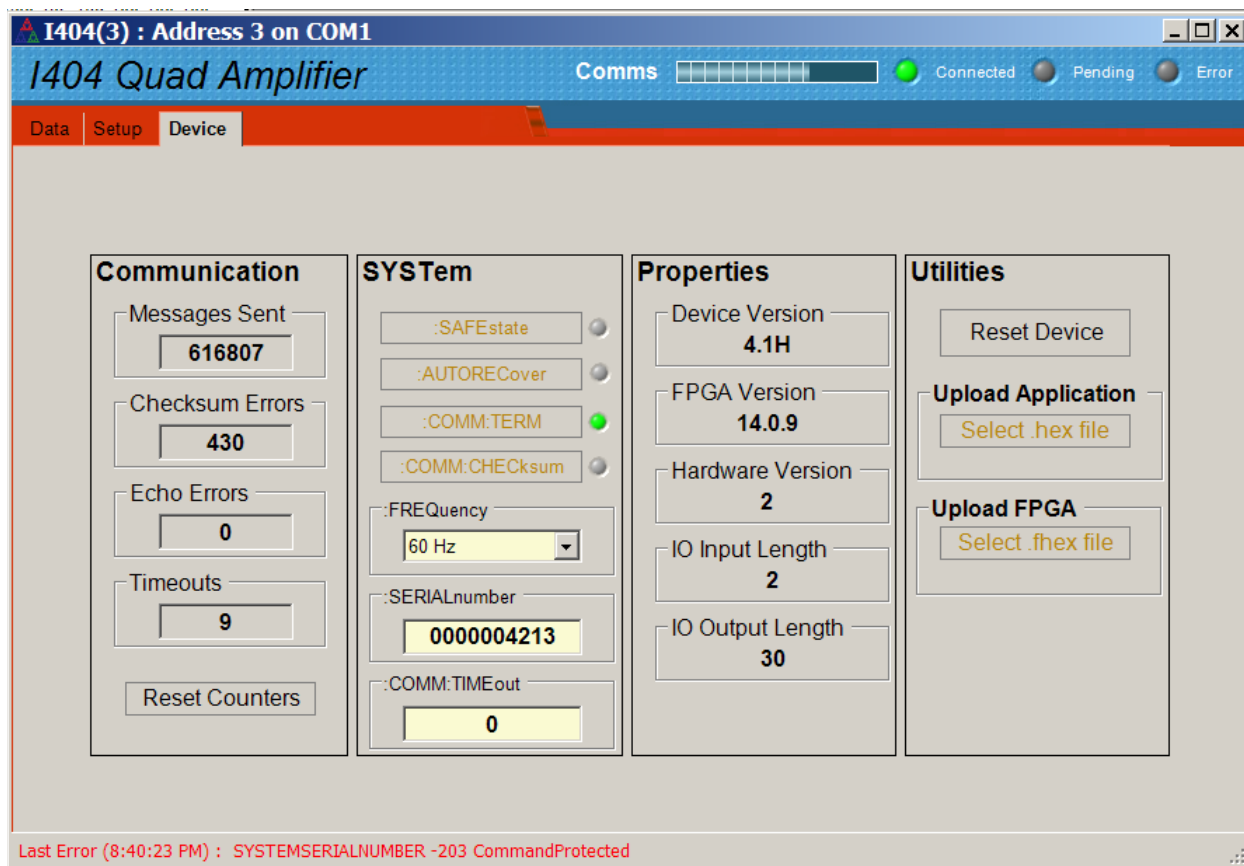 I404(3) : Address 3 on COM1
I404 Quad Amplifier
Comms
Connected
Pending
Error
Data
Setup
Device
Communication
Messages Sent
616807
Checksum Errors
430
Echo Errors
0
Timeouts
9
Reset Counters
SYSTem
:SAFEstate
:AUTORECover
:COMM:TERM
:COMM:CHECksum
:FREQuency
60 Hz
:SERIALnumber
0000004213
:COMM:TIMEout
0
Properties
Device Version
4.1H
FPGA Version
14.0.9
Hardware Version
2
IO Input Length
2
IO Output Length
30
Utilities
Reset Device
Upload Application
Select .hex file
Upload FPGA
Select .fhex file
Last Error (8:40:23 PM) : SYSTEMSERIALNUMBER -203 CommandProtected